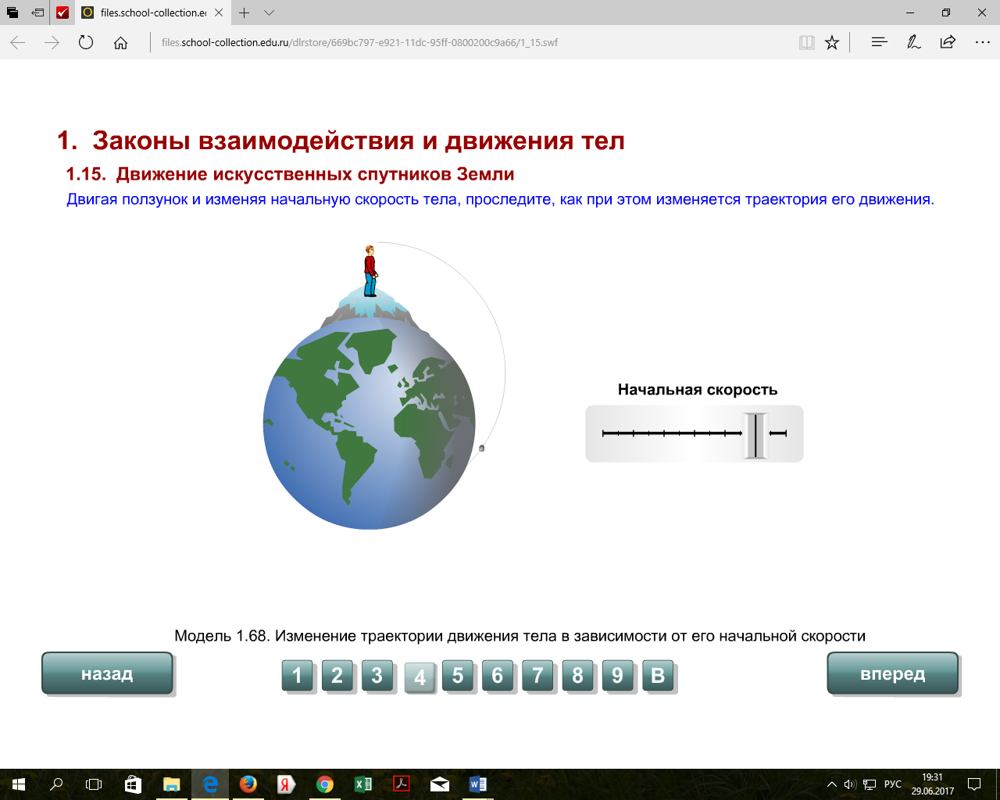 files.school-collection.ec
files.school-collection.edu.ru/dlrstore/669bc797-e921-11dc-95ff-0800200c9a66/1_15.swf
1. Законы взаимодействия и движения тел
1.15. Движение искусственных спутников Земли
Двигая ползунок и изменяя начальную скорость тела, проследите, как при этом изменяется траектория его движения.
Начальная скорость
Модель 1.68. Изменение траектории движения тела в зависимости от его начальной скорости
назад 1 2 3 4 5 6 7 8 9 В вперед
РУС
19:31
29.06.2017